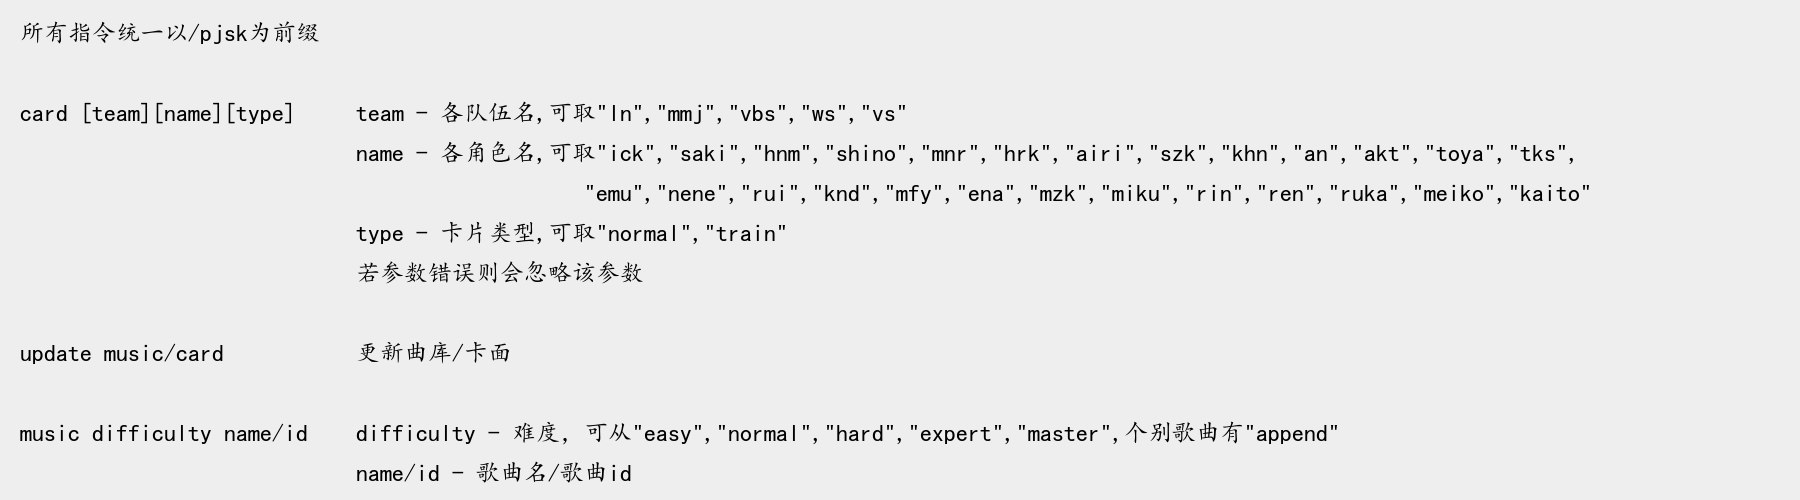 所有指令统一以/pjsk为前缀
card [team][name][type] team - 各队伍名,可取"ln","mmj","vbs","ws","vs"
name - 各角色名,可取"ick","saki","hnm","shino","mnr","hrk","airi","szk","khn","an","akt","toya","tks",
"emu","nene","rui","knd","mfy","ena","mzk","miku","rin","ren","ruka","meiko","kaito"
type - 卡片类型,可取"normal","train"
若参数错误则会忽略该参数
update music/card 更新曲库/卡面
music difficulty name/id difficulty - 难度, 可从"easy","normal","hard","expert","master",个别歌曲有"append"
name/id - 歌曲名/歌曲id